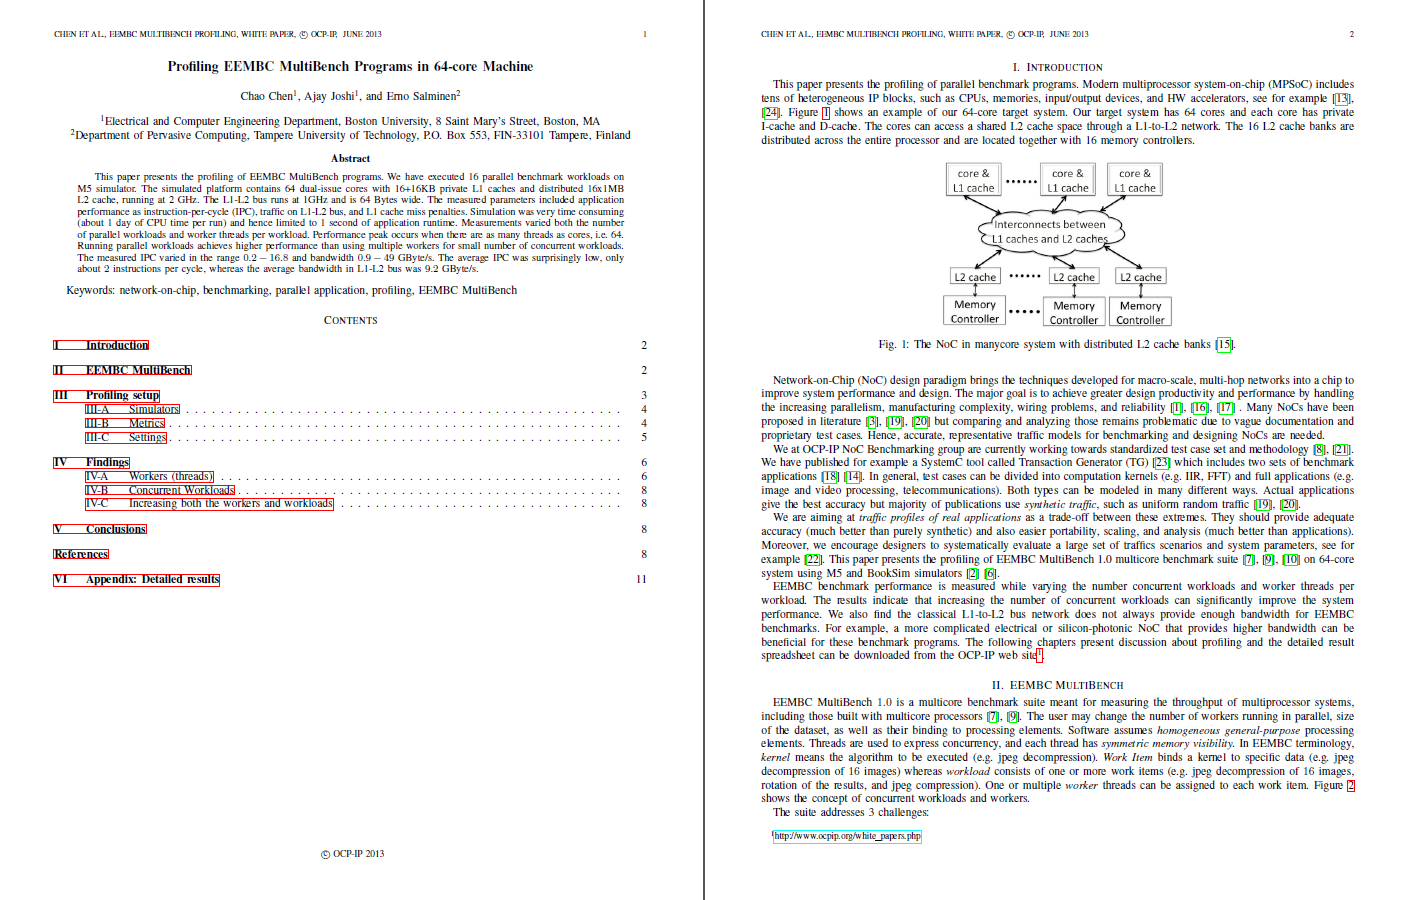 CHEN ET AL., EEMBC MULTIBENCH PROFILING, WHITE PAPER, © OCP-IP, JUNE 2013 1
Profiling EEMBC MultiBench Programs in 64-core Machine
Chao Chen1, Ajay Joshi1, and Erno Salminen2
1Electrical and Computer Engineering Department, Boston University, 8 Saint Mary's Street, Boston, MA
2Department of Pervasive Computing, Tampere University of Technology, P.O. Box 553, FIN-33101 Tampere, Finland
Abstract
This paper presents the profiling of EEMBC MultiBench Programs. We have executed 16 parallel benchmark workloads on
M5 simulator. The simulated platform contains 64 dual-issue cores with 16+16KB private L1 caches and distributed 16x1MB
L2 cache, running at 2 GHz. The L1-L2 bus runs at 1GHz and is 64 Bytes wide. The measured parameters included application
performance as instruction-per-cycle (IPC), traffic on L1-L2 bus, and L1 cache miss penalties. Simulation was very time consuming
(about 1 day of CPU time per run) and hence limited to 1 second of application runtime. Measurements varied both the number
of parallel workloads and worker threads per workload. Performance peak occurs when there are as many threads as cores, i.e. 64.
Running parallel workloads achieves higher performance than using multiple workers for small number of concurrent workloads.
The measured IPC varied in the range 0.2 − 16.8 and bandwidth 0.9 − 49 GByte/s. The average IPC was surprisingly low, only
about 2 instructions per cycle, whereas the average bandwidth in L1-L2 bus was 9.2 GByte/s.
Keywords: network-on-chip, benchmarking, parallel application, profiling, EEMBC MultiBench
CONTENTS
I Introduction 2
II EEMBC MultiBench 2
III Profiling setup 3
III-A Simulators 4
III-B Metrics 4
III-C Settings 5
IV Findings 6
IV-A Workers (threads) 6
IV-B Concurrent Workloads 8
IV-C Increasing both the workers and workloads 8
V Conclusions 8
References 8
VI Appendix: Detailed results 11
© OCP-IP 2013
CHEN ET AL., EEMBC MULTIBENCH PROFILING, WHITE PAPER, © OCP-IP, JUNE 2013 2
I. INTRODUCTION
This paper presents the profiling of parallel benchmark programs. Modern multiprocessor system-on-chip (MPSoC) includes
tens of heterogeneous IP blocks, such as CPUs, memories, input/output devices, and HW accelerators, see for example [13],
[24]. Figure 1 shows an example of our 64-core target system. Our target system has 64 cores and each core has private
I-cache and D-cache. The cores can access a shared L2 cache space through a L1-to-L2 network. The 16 L2 cache banks are
distributed across the entire processor and are located together with 16 memory controllers.
core & L1 cache core & L1 cache core & L1 cache
Interconnects between
L1 caches and L2 caches
L2 cache L2 cache L2 cache
Memory Controller Memory Controller Memory Controller
Fig. 1: The NoC in manycore system with distributed L2 cache banks [15].
Network-on-Chip (NoC) design paradigm brings the techniques developed for macro-scale, multi-hop networks into a chip to
improve system performance and design. The major goal is to achieve greater design productivity and performance by handling
the increasing parallelism, manufacturing complexity, wiring problems, and reliability [1], [16], [17] . Many NoCs have been
proposed in literature [3], [19], [20] but comparing and analyzing those remains problematic due to vague documentation and
proprietary test cases. Hence, accurate, representative traffic models for benchmarking and designing NoCs are needed.
We at OCP-IP NoC Benchmarking group are currently working towards standardized test case set and methodology [8], [21].
We have published for example a SystemC tool called Transaction Generator (TG) [23] which includes two sets of benchmark
applications [18] [14]. In general, test cases can be divided into computation kernels (e.g. IIR, FFT) and full applications (e.g.
image and video processing, telecommunications). Both types can be modeled in many different ways. Actual applications
give the best accuracy but majority of publications use synthetic traffic, such as uniform random traffic [19], [20].
We are aiming at traffic profiles of real applications as a trade-off between these extremes. They should provide adequate
accuracy (much better than purely synthetic) and also easier portability, scaling, and analysis (much better than applications).
Moreover, we encourage designers to systematically evaluate a large set of traffics scenarios and system parameters, see for
example [22]. This paper presents the profiling of EEMBC MultiBench 1.0 multicore benchmark suite [7], [9], [10] on 64-core
system using M5 and BookSim simulators [2] [6].
EEMBC benchmark performance is measured while varying the number concurrent workloads and worker threads per
workload. The results indicate that increasing the number of concurrent workloads can significantly improve the system
performance. We also find the classical L1-to-L2 bus network does not always provide enough bandwidth for EEMBC
benchmarks. For example, a more complicated electrical or silicon-photonic NoC that provides higher bandwidth can be
beneficial for these benchmark programs. The following chapters present discussion about profiling and the detailed result
spreadsheet can be downloaded from the OCP-IP web site1.
II. EEMBC MULTIBENCH
EEMBC MultiBench 1.0 is a multicore benchmark suite meant for measuring the throughput of multiprocessor systems,
including those built with multicore processors [7], [9]. The user may change the number of workers running in parallel, size
of the dataset, as well as their binding to processing elements. Software assumes homogeneous general-purpose processing
elements. Threads are used to express concurrency, and each thread has symmetric memory visibility. In EEMBC terminology,
kernel means the algorithm to be executed (e.g. jpeg decompression). Work Item binds a kernel to specific data (e.g. jpeg
decompression of 16 images) whereas workload consists of one or more work items (e.g. jpeg decompression of 16 images,
rotation of the results, and jpeg compression). One or multiple worker threads can be assigned to each work item. Figure 2
shows the concept of concurrent workloads and workers.
The suite addresses 3 challenges:
1http://www.ocpip.org/white_papers.php